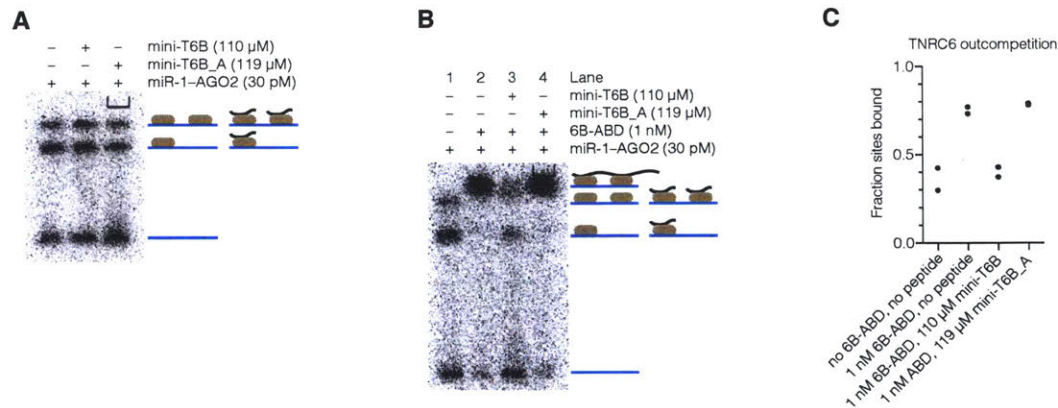 A
– + – mini-T6B (110 µM)
– – + mini-T6B_A (119 µM)
+ + + miR-1–AGO2 (30 pM)
B
1 2 3 4 Lane
– – + – mini-T6B (110 µM)
– – – + mini-T6B_A (119 µM)
– + + + 6B-ABD (1 nM)
+ + + + miR-1–AGO2 (30 pM)
C
TNRC6 outcompetition
Fraction sites bound
1.0
0.5
0.0
no 6B-ABD, no peptide
1 nM 6B-ABD, no peptide
1 nM 6B-ABD, 110 µM mini-T6B
1 nM ABD, 119 µM mini-T6B_A